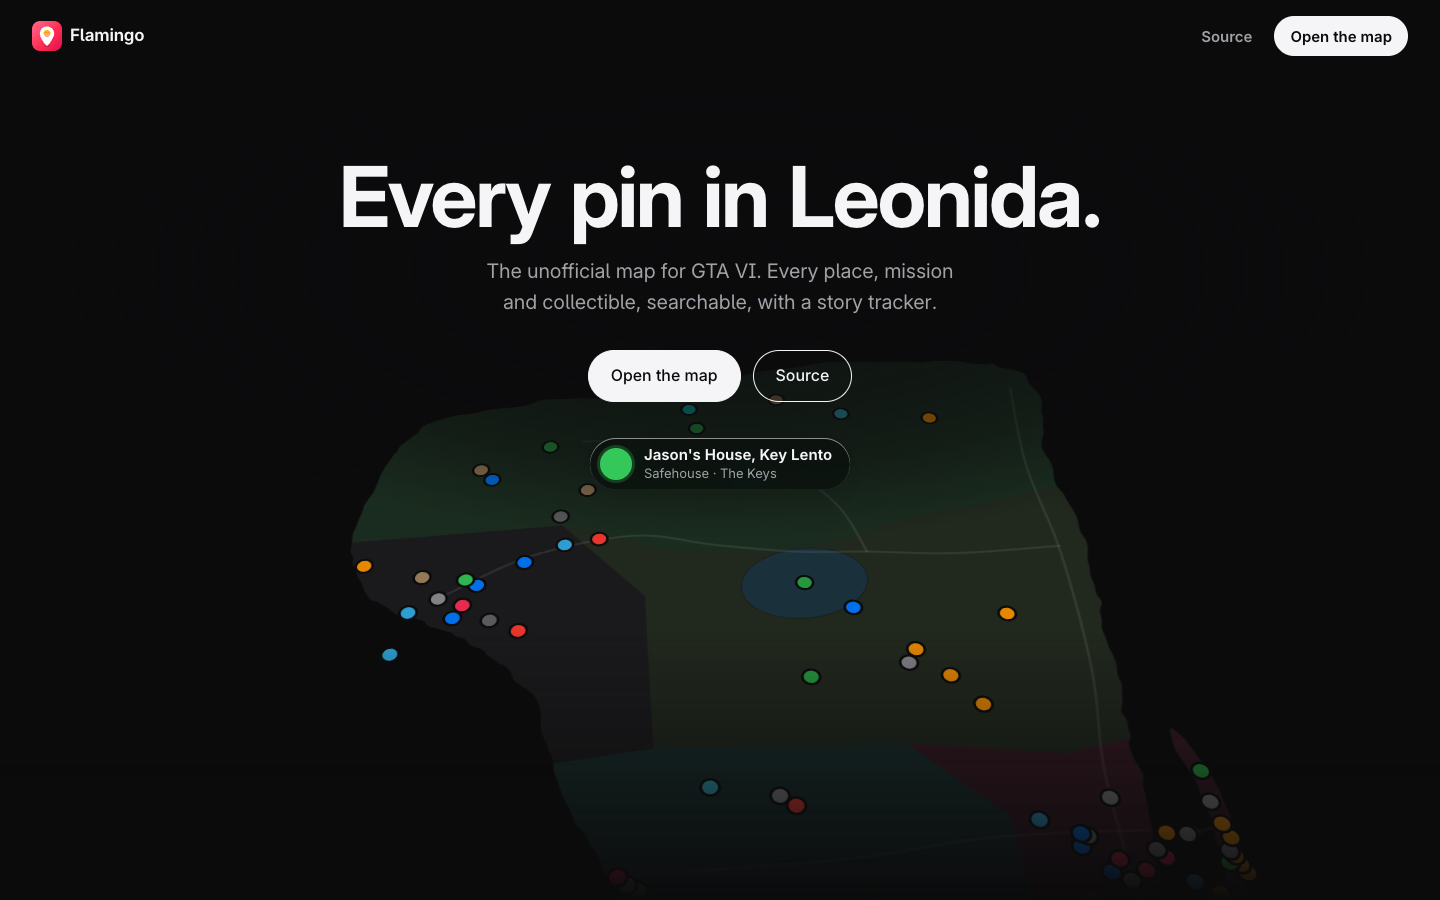 Flamingo
Source
Open the map
Every pin in Leonida.
The unofficial map for GTA VI. Every place, mission
and collectible, searchable, with a story tracker.
Open the map
Source
Jason's House, Key Lento
Safehouse · The Keys